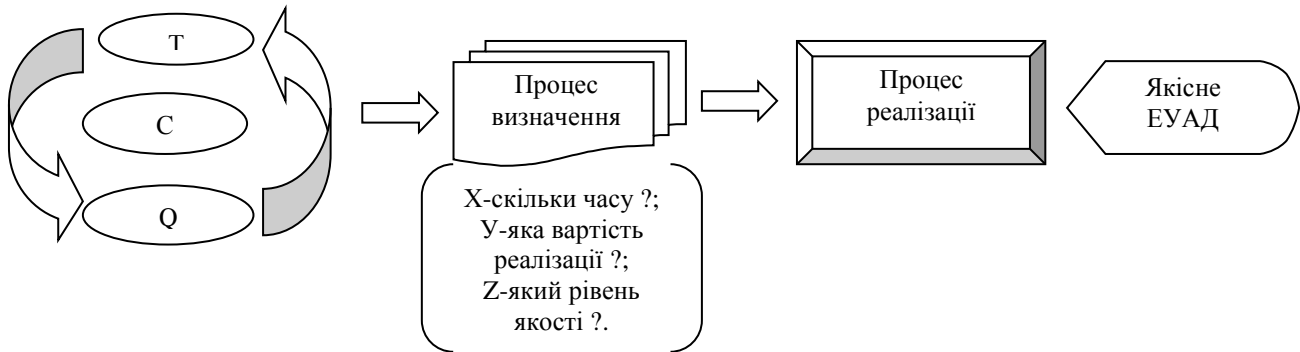 Т
С
Q
Процес
визначення
Х-скільки часу ?;
У-яка вартість
реалізації ?;
Z-який рівень
якості ?.
Процес
реалізації
Якісне
ЕУАД